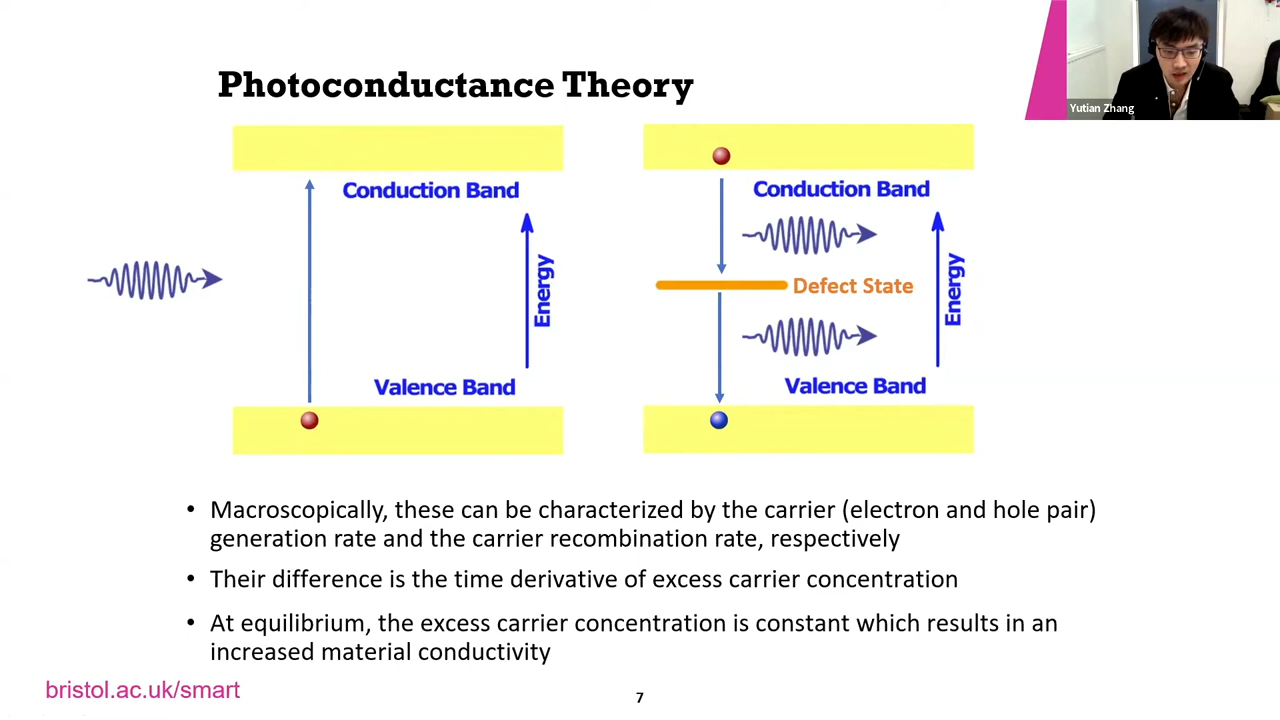 Yutian Zhang
Photoconductance Theory
Conduction Band
Energy
Valence Band
Conduction Band
Defect State
Energy
Valence Band
• Macroscopically, these can be characterized by the carrier (electron and hole pair)
generation rate and the carrier recombination rate, respectively
• Their difference is the time derivative of excess carrier concentration
• At equilibrium, the excess carrier concentration is constant which results in an
increased material conductivity
bristol.ac.uk/smart
7